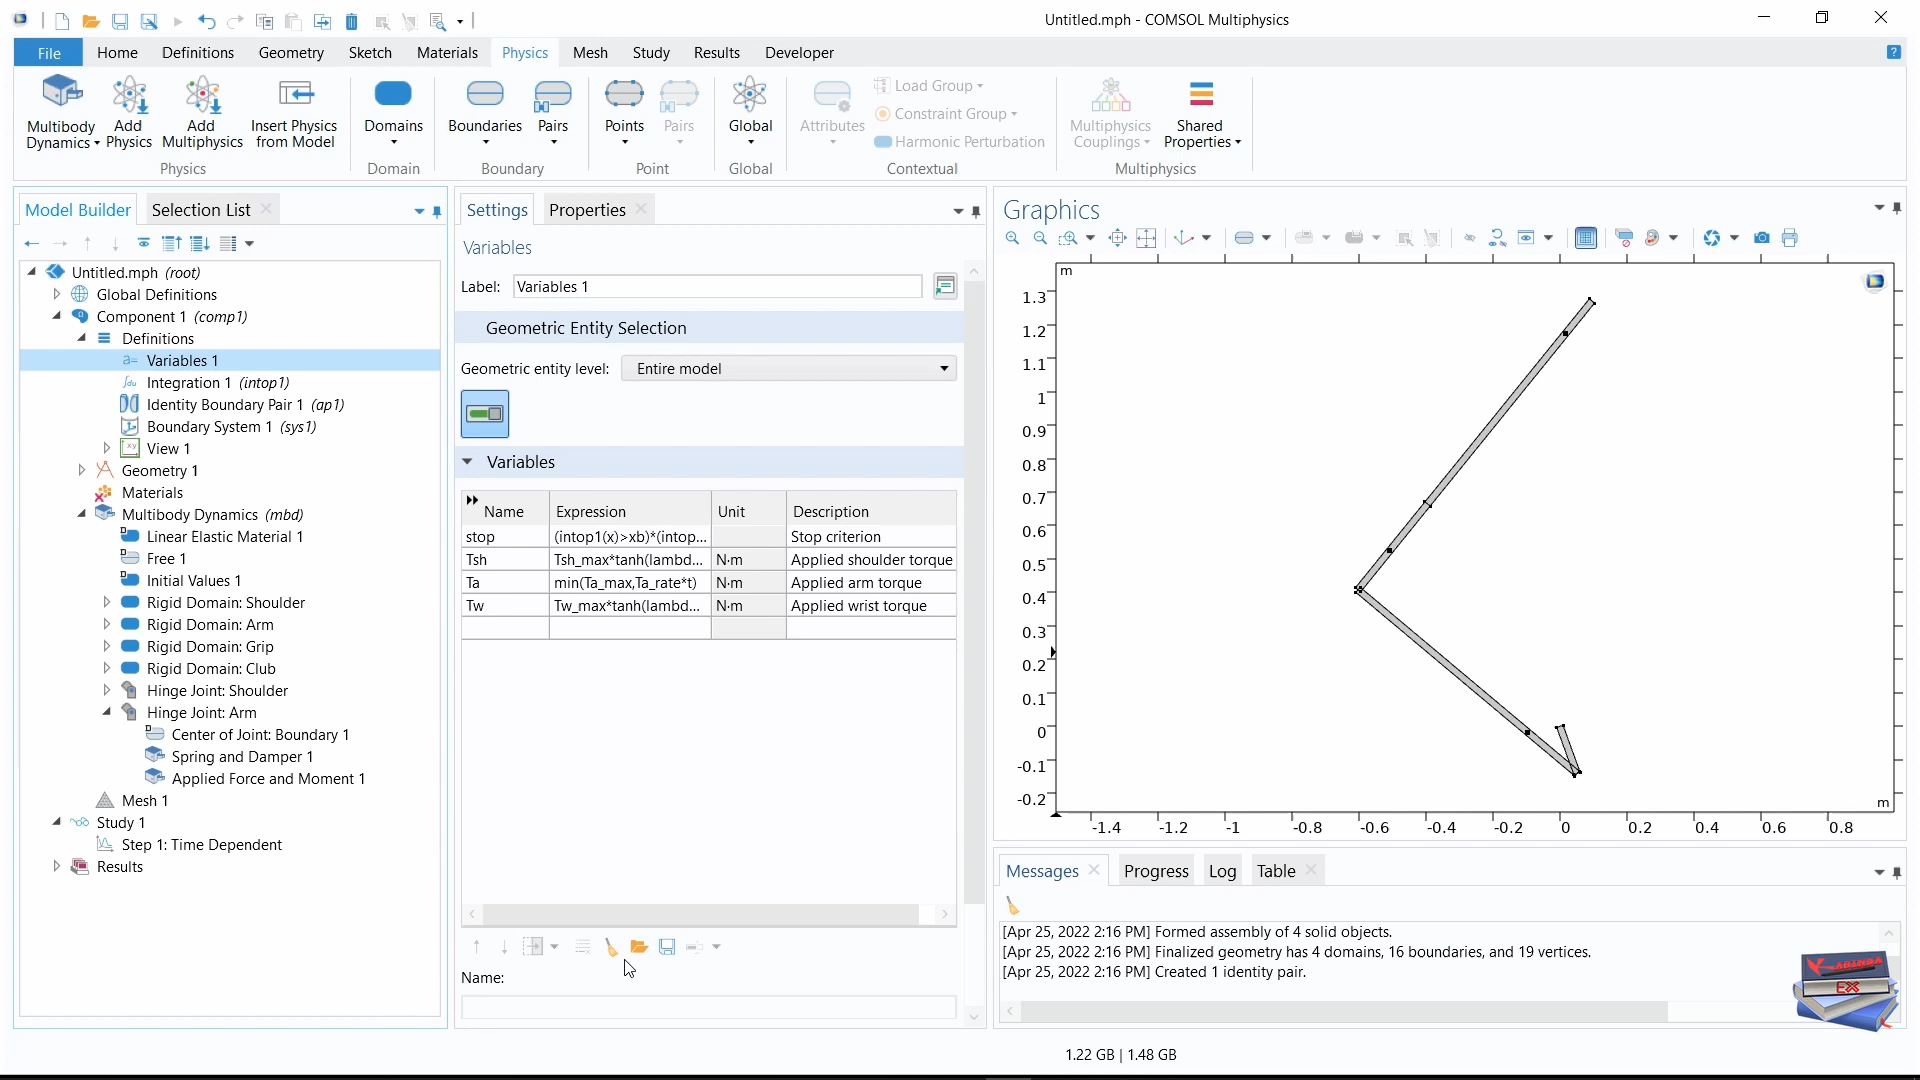 Untitled.mph - COMSOL Multiphysics
File Home Definitions Geometry Sketch Materials Physics Mesh Study Results Developer
Multibody Dynamics
Add Physics
Add Multiphysics
Insert Physics from Model
Physics
Domains
Domain
Boundaries
Pairs
Boundary
Points
Pairs
Point
Global
Global
Attributes
Load Group
Constraint Group
Harmonic Perturbation
Contextual
Multiphysics Couplings
Shared Properties
Multiphysics
Model Builder Selection List
Untitled.mph (root)
Global Definitions
Component 1 (comp1)
Definitions
a= Variables 1
Integration 1 (intop1)
Identity Boundary Pair 1 (ap1)
Boundary System 1 (sys1)
xy View 1
Geometry 1
Materials
Multibody Dynamics (mbd)
Linear Elastic Material 1
Free 1
Initial Values 1
Rigid Domain: Shoulder
Rigid Domain: Arm
Rigid Domain: Grip
Rigid Domain: Club
Hinge Joint: Shoulder
Hinge Joint: Arm
Center of Joint: Boundary 1
Spring and Damper 1
Applied Force and Moment 1
Mesh 1
Study 1
Step 1: Time Dependent
Results
Settings Properties
Variables
Label: Variables 1
Geometric Entity Selection
Geometric entity level: Entire model
Variables
Name Expression Unit Description
stop (intop1(x)>xb)*(intop... Stop criterion
Tsh Tsh_max*tanh(lambd... N·m Applied shoulder torque
Ta min(Ta_max,Ta_rate*t) N·m Applied arm torque
Tw Tw_max*tanh(lambd... N·m Applied wrist torque
Name:
Graphics
m
1.3
1.2
1.1
1
0.9
0.8
0.7
0.6
0.5
0.4
0.3
0.2
0.1
0
-0.1
-0.2
m
-1.4 -1.2 -1 -0.8 -0.6 -0.4 -0.2 0 0.2 0.4 0.6 0.8
Messages Progress Log Table
[Apr 25, 2022 2:16 PM] Formed assembly of 4 solid objects.
[Apr 25, 2022 2:16 PM] Finalized geometry has 4 domains, 16 boundaries, and 19 vertices.
[Apr 25, 2022 2:16 PM] Created 1 identity pair.
EX
1.22 GB | 1.48 GB